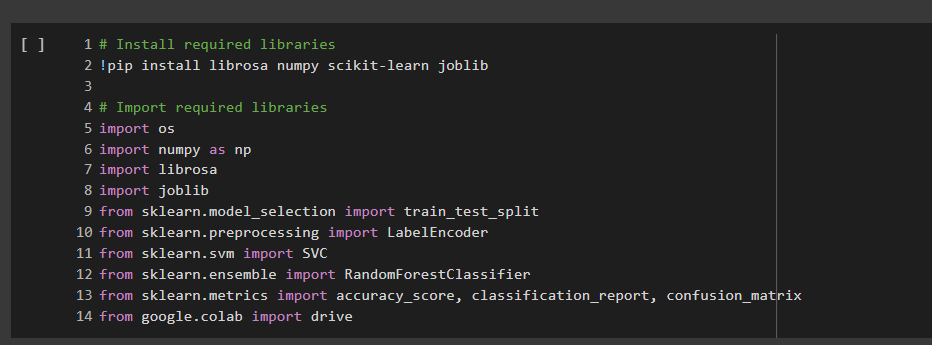 [ ]
1 # Install required libraries
2 !pip install librosa numpy scikit-learn joblib
3
4 # Import required libraries
5 import os
6 import numpy as np
7 import librosa
8 import joblib
9 from sklearn.model_selection import train_test_split
10 from sklearn.preprocessing import LabelEncoder
11 from sklearn.svm import SVC
12 from sklearn.ensemble import RandomForestClassifier
13 from sklearn.metrics import accuracy_score, classification_report, confusion_matrix
14 from google.colab import drive